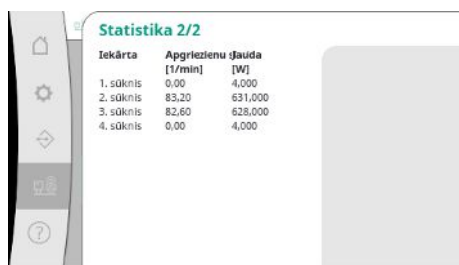 Statistika 2/2
Iekārta Apgriezienu s Jauda
[1/min] [W]
1. sūknis 0,00 4,000
2. sūknis 83,20 631,000
3. sūknis 82,60 628,000
4. sūknis 0,00 4,000
?